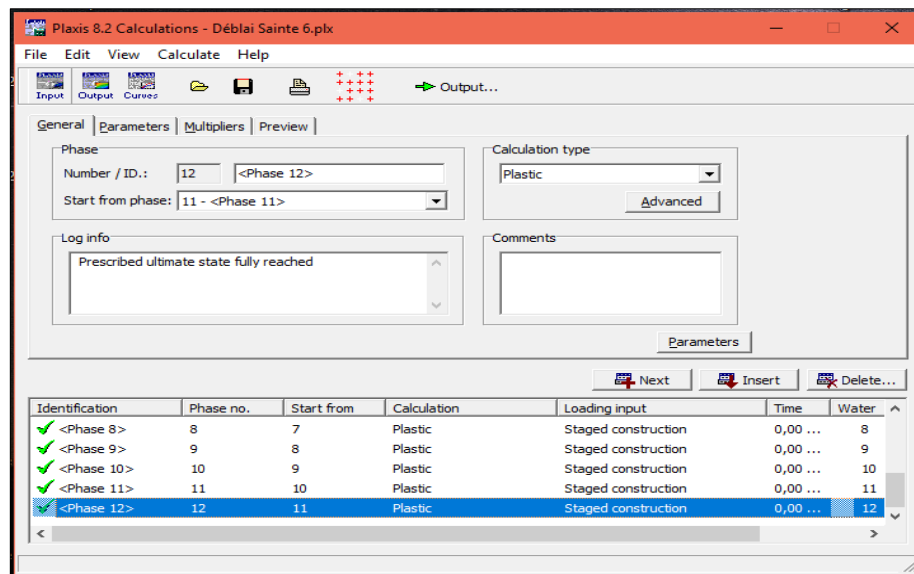 Plaxis 8.2 Calculations - Déblai Sainte 6.plx
File Edit View Calculate Help
Input Output Curves Output...
General Parameters Multipliers Preview
Phase
Number / ID.: 12 <Phase 12>
Start from phase: 11 - <Phase 11>
Calculation type
Plastic
Advanced
Log info
Prescribed ultimate state fully reached
Comments
Parameters
Next Insert Delete...
Identification Phase no. Start from Calculation Loading input Time Water
<Phase 8> 8 7 Plastic Staged construction 0,00 ... 8
<Phase 9> 9 8 Plastic Staged construction 0,00 ... 9
<Phase 10> 10 9 Plastic Staged construction 0,00 ... 10
<Phase 11> 11 10 Plastic Staged construction 0,00 ... 11
<Phase 12> 12 11 Plastic Staged construction 0,00 ... 12